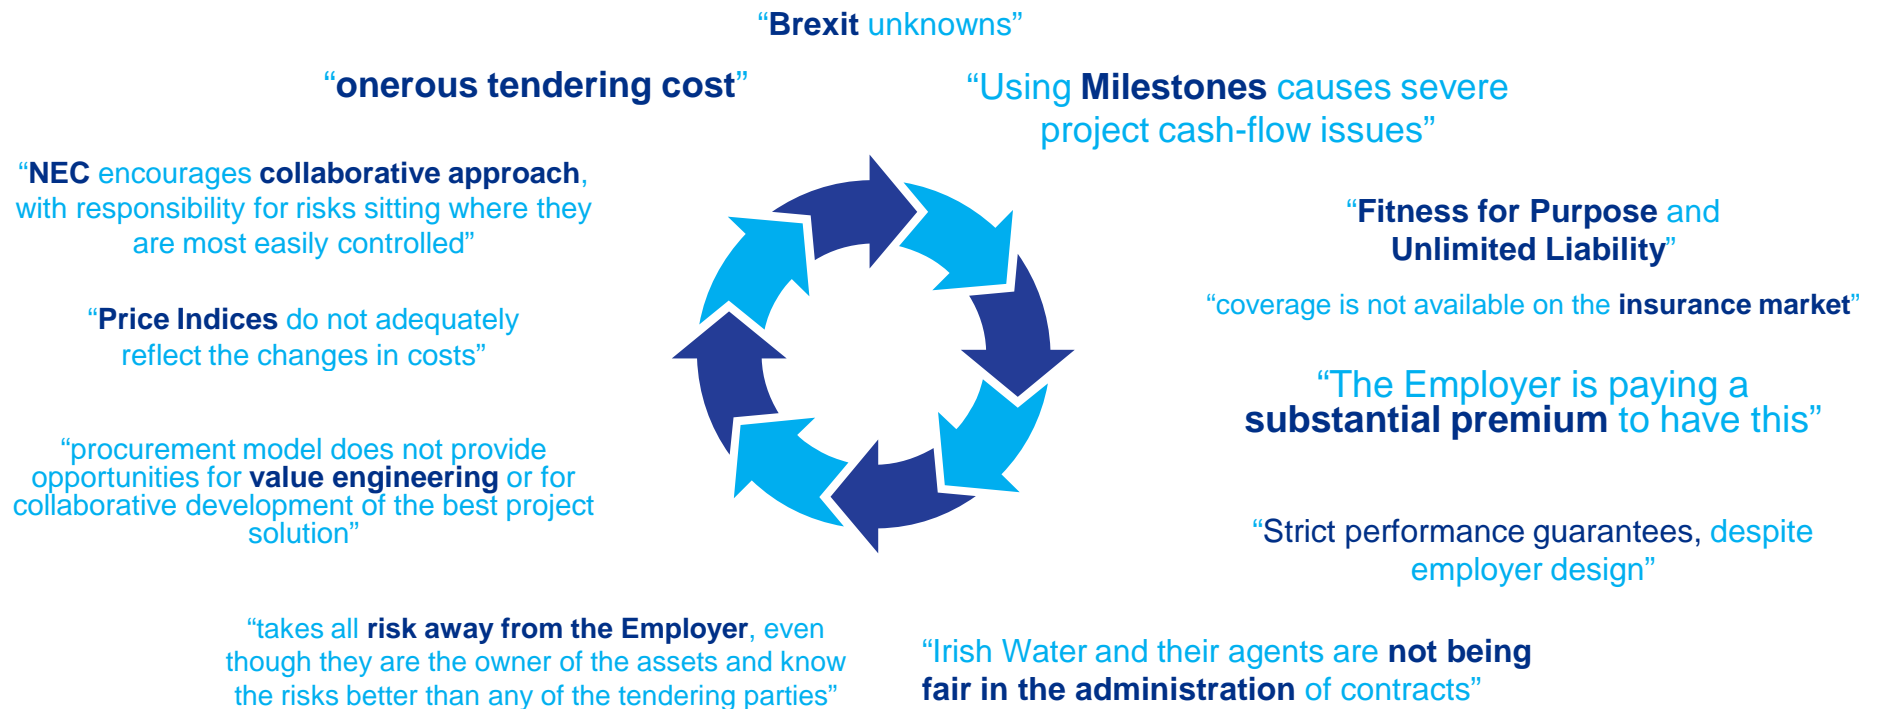 “Brexit unknowns”
“onerous tendering cost”
“Using Milestones causes severe
project cash-flow issues”
“NEC encourages collaborative approach,
with responsibility for risks sitting where they
are most easily controlled”
“Fitness for Purpose and
Unlimited Liability”
“coverage is not available on the insurance market”
“Price Indices do not adequately
reflect the changes in costs”
“The Employer is paying a
substantial premium to have this”
“procurement model does not provide
opportunities for value engineering or for
collaborative development of the best project
solution”
“Strict performance guarantees, despite
employer design”
“takes all risk away from the Employer, even
though they are the owner of the assets and know
the risks better than any of the tendering parties”
“Irish Water and their agents are not being
fair in the administration of contracts”